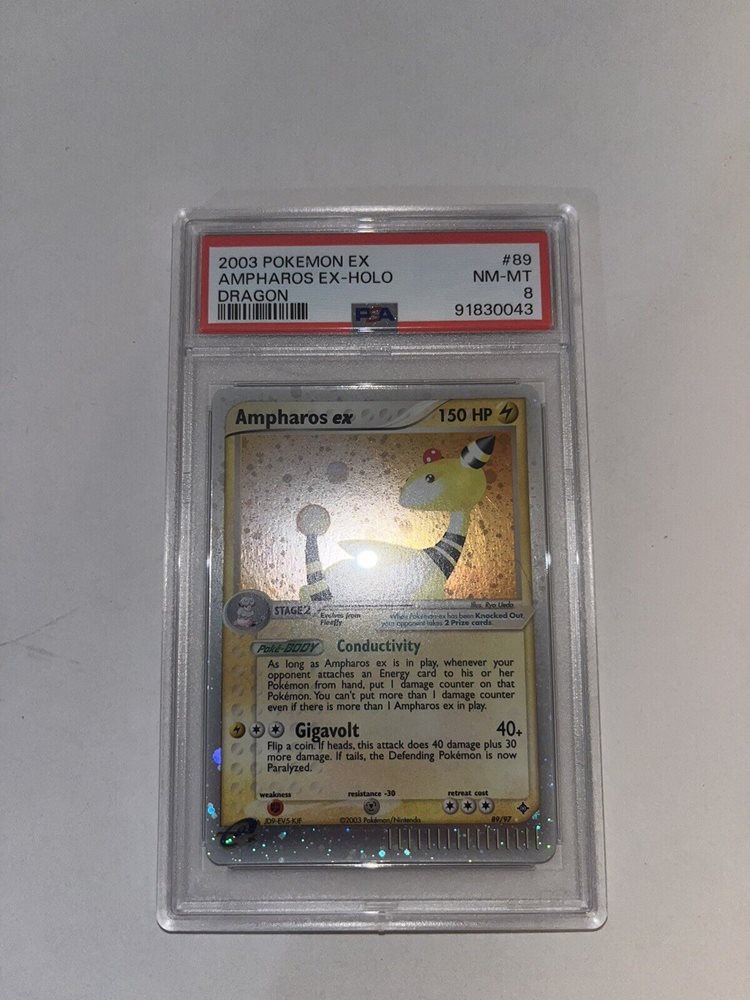 2003 POKEMON EX #89
AMPHAROS EX-HOLO NM-MT
DRAGON 8
PSA 91830043
Ampharos ex 150 HP
Illus. Ryo Ueda
STAGE 2 Evolves from When Pokémon-ex has been Knocked Out,
Flaaffy your opponent takes 2 Prize cards.
Poké-BODY Conductivity
As long as Ampharos ex is in play, whenever your
opponent attaches an Energy card to his or her
Pokémon from hand, put 1 damage counter on that
Pokémon. You can't put more than 1 damage counter
even if there is more than 1 Ampharos ex in play.
Gigavolt 40+
Flip a coin. If heads, this attack does 40 damage plus 30
more damage. If tails, the Defending Pokémon is now
Paralyzed.
weakness resistance -30 retreat cost
©2003 Pokémon/Nintendo 89/97